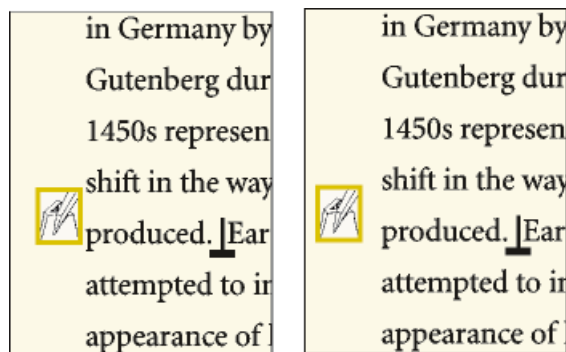 in Germany by
Gutenberg dur
1450s represen
shift in the way
produced. Ear
attempted to in
appearance of
in Germany by
Gutenberg dur
1450s represen
shift in the way
produced. Ear
attempted to in
appearance of